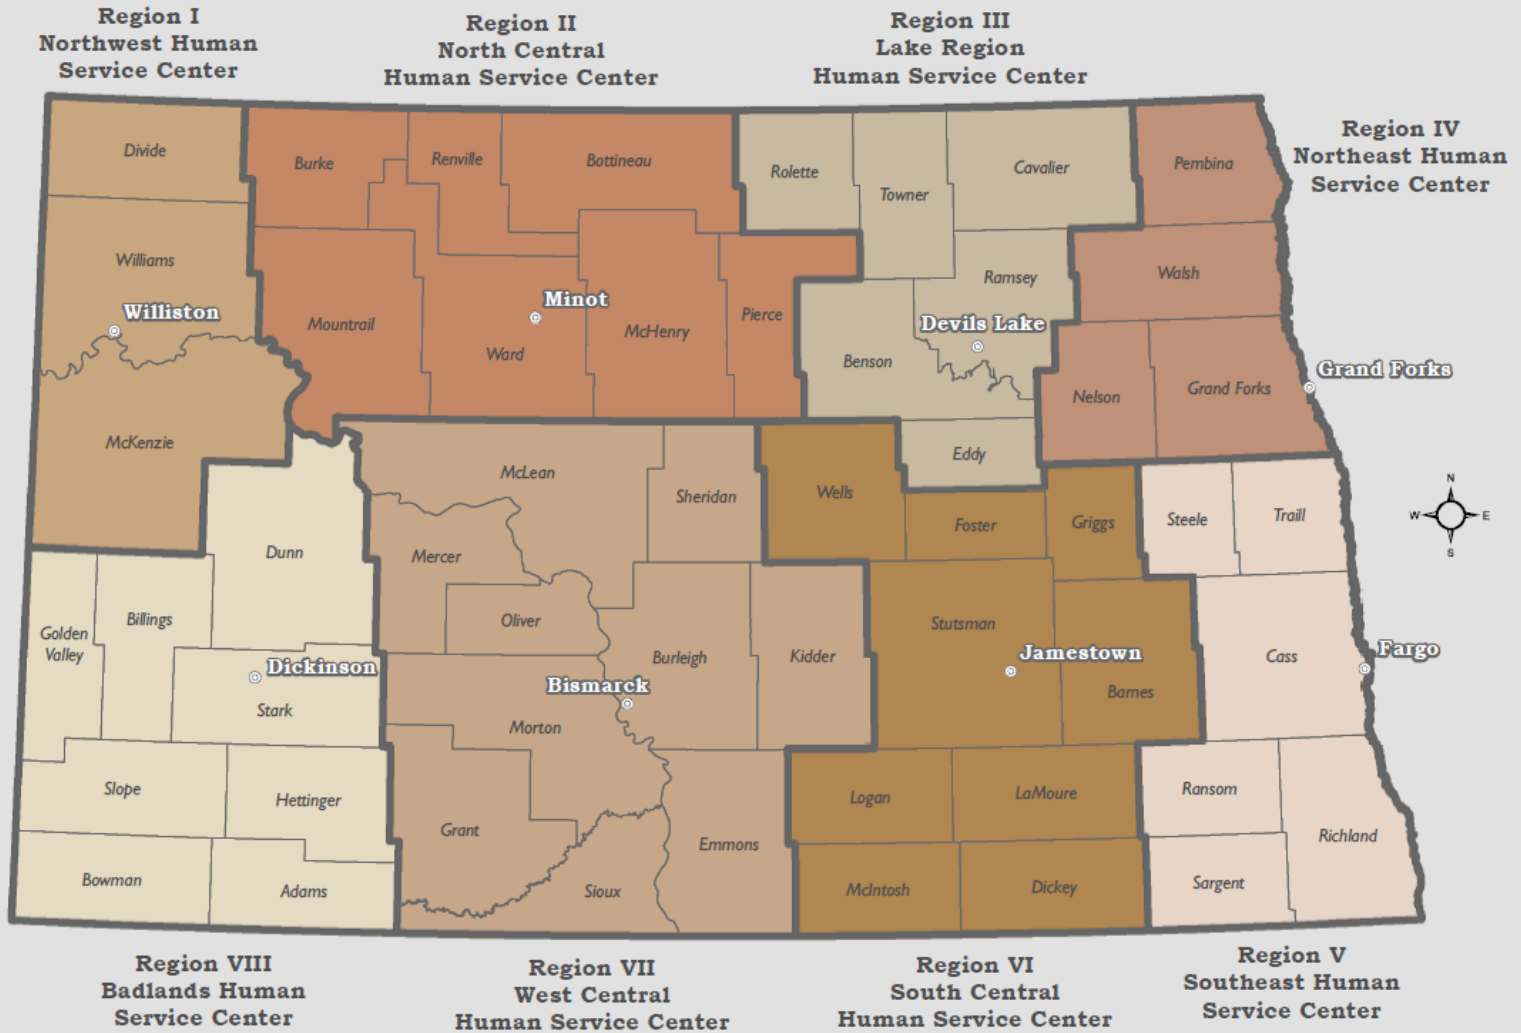 Region I
Northwest Human
Service Center
Region II
North Central
Human Service Center
Region III
Lake Region
Human Service Center
Region IV
Northeast Human
Service Center
Divide
Burke
Renville
Bottineau
Rolette
Towner
Cavalier
Pembina
Williams
Williston
Mountrail
Minot
Ward
McHenry
Pierce
Ramsey
Devils Lake
Benson
Walsh
Nelson
Grand Forks
Grand Forks
McKenzie
McLean
Sheridan
Wells
Eddy
Foster
Griggs
Steele
Traill
N
W
E
S
Dunn
Mercer
Oliver
Burleigh
Kidder
Stutsman
Jamestown
Barnes
Cass
Fargo
Golden
Valley
Billings
Dickinson
Stark
Bismarck
Morton
Slope
Hettinger
Grant
Emmons
Logan
LaMoure
Ransom
Richland
Bowman
Adams
Sioux
McIntosh
Dickey
Sargent
Region VIII
Badlands Human
Service Center
Region VII
West Central
Human Service Center
Region VI
South Central
Human Service Center
Region V
Southeast Human
Service Center